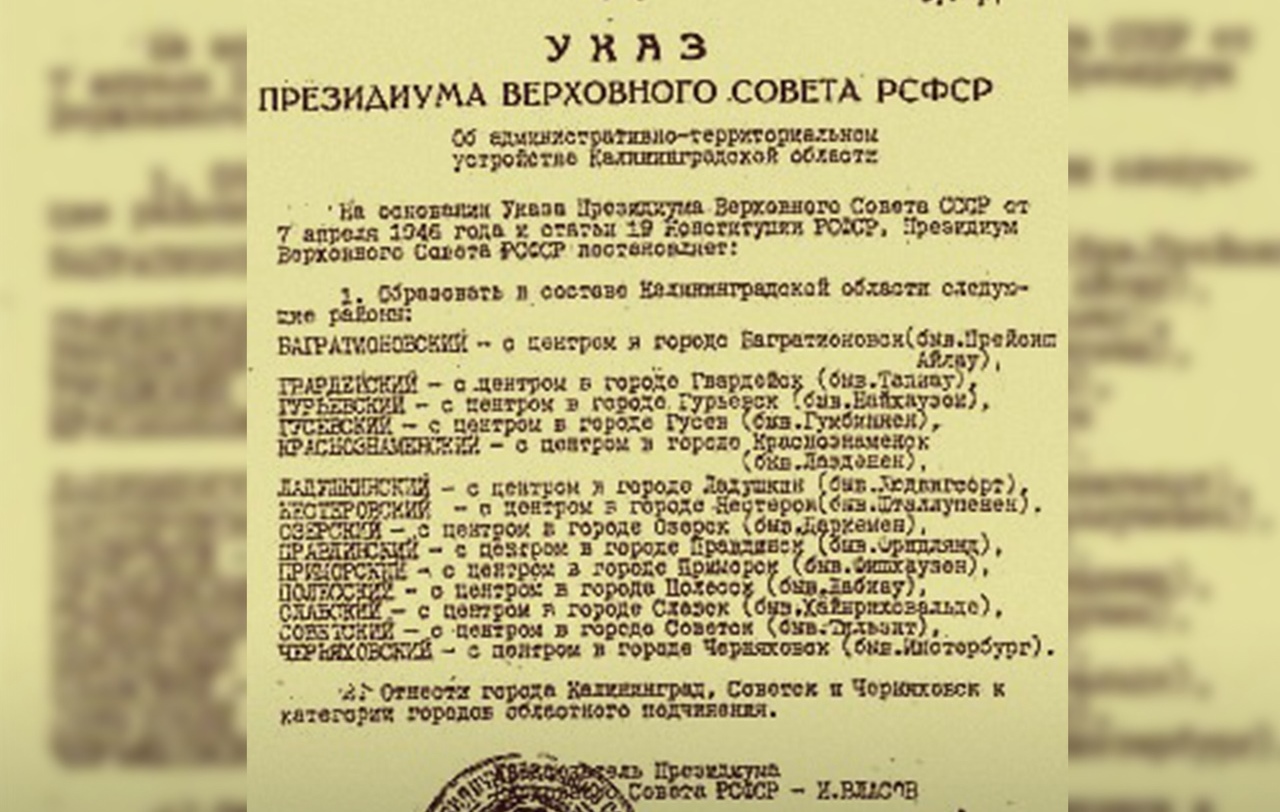 У К А З
ПРЕЗИДИУМА ВЕРХОВНОГО СОВЕТА РСФСР
Об административно-территориальном
устройстве Калининградской области
На основании Указа Президиума Верховного Совета СССР от
7 апреля 1946 года и статьи 19 Конституции РСФСР, Президиум
Верховного Совета РСФСР постановляет:
1. Образовать в составе Калининградской области следую-
щие районы:
БАГРАТИОНОВСКИЙ - с центром в городе Багратионовск(быв.Прейсиш
Айлау),
ГВАРДЕЙСКИЙ - с центром в городе Гвардейск (быв.Тапиау),
ГУРЬЕВСКИЙ - с центром в городе Гурьевск (быв.Найхаузен),
ГУСЕВСКИЙ - с центром в городе Гусев (быв.Гумбиннен),
КРАСНОЗНАМЕНСКИЙ - с центром в городе Краснознаменск
(быв.Лазденен),
ЛАДУШКИНСКИЙ - с центром в городе Ладушкин (быв.Людвигсорт),
НЕСТЕРОВСКИЙ - с центром в городе Нестеров(быв.Шталлупенен).
ОЗЕРСКИЙ - с центром в городе Озерск (быв.Даркемен),
ПРАВДИНСКИЙ - с центром в городе Правдинск (быв.Фридлянд),
ПРИМОРСКИЙ - с центром в городе Приморск (быв.Фишхаузен),
ПОЛЕССКИЙ - с центром в городе Полесск (быв.Лабиау),
СЛАВСКИЙ - с центром в городе Славск (быв.Хайнриховальде),
СОВЕТСКИЙ - с центром в городе Советск (быв.Тильзит),
ЧЕРНЯХОВСКИЙ - с центром в городе Черняховск (быв.Инстербург).
2. Отнести города Калининград, Советск и Черняховск к
категории городов областного подчинения.
Председатель Президиума
Совета РСФСР - И.ВЛАСОВ